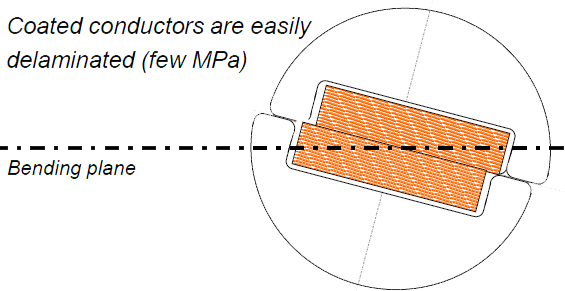 Coated conductors are easily
delaminated (few MPa)
Bending plane